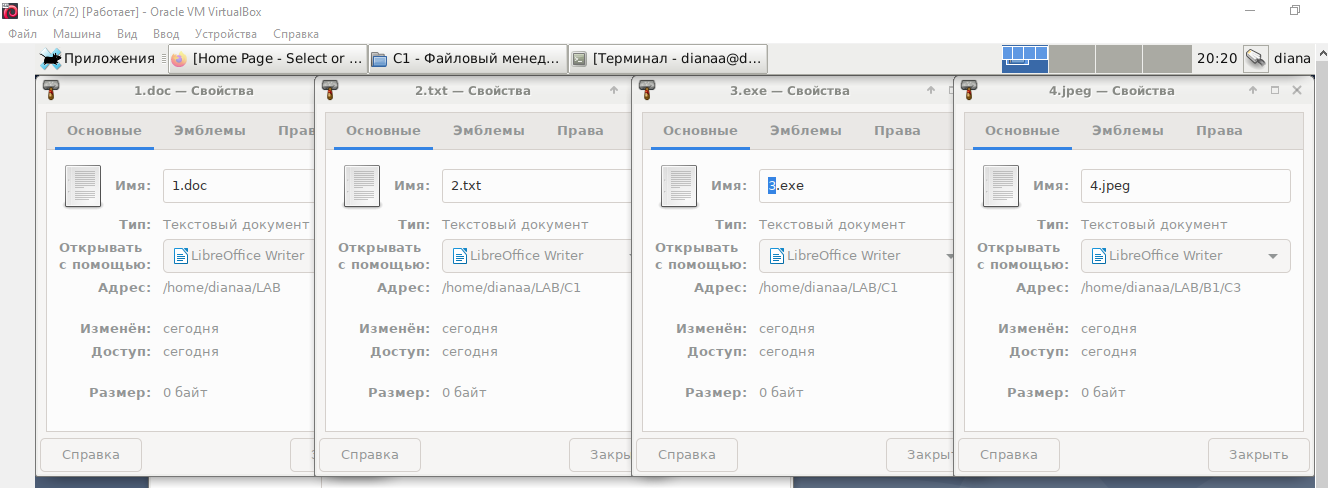 linux (л72) [Работает] - Oracle VM VirtualBox
Файл Машина Вид Ввод Устройства Справка
Приложения [Home Page - Select or ... С1 - Файловый менед... [Терминал - dianaa@d... 20:20 diana
1.doc — Свойства
Основные Эмблемы Прав
Имя: 1.doc
Тип: Текстовый документ
Открывать
с помощью: LibreOffice Writer
Адрес: /home/dianaa/LAB
Изменён: сегодня
Доступ: сегодня
Размер: 0 байт
Справка З
2.txt — Свойства
Основные Эмблемы Права
Имя: 2.txt
Тип: Текстовый документ
Открывать
с помощью: LibreOffice Writer
Адрес: /home/dianaa/LAB/C1
Изменён: сегодня
Доступ: сегодня
Размер: 0 байт
Справка Закры
3.exe — Свойства
Основные Эмблемы Права
Имя: 3.exe
Тип: Текстовый документ
Открывать
с помощью: LibreOffice Writer
Адрес: /home/dianaa/LAB/C1
Изменён: сегодня
Доступ: сегодня
Размер: 0 байт
Справка Закры
4.jpeg — Свойства
Основные Эмблемы Права
Имя: 4.jpeg
Тип: Текстовый документ
Открывать
с помощью: LibreOffice Writer
Адрес: /home/dianaa/LAB/B1/C3
Изменён: сегодня
Доступ: сегодня
Размер: 0 байт
Справка Закрыть